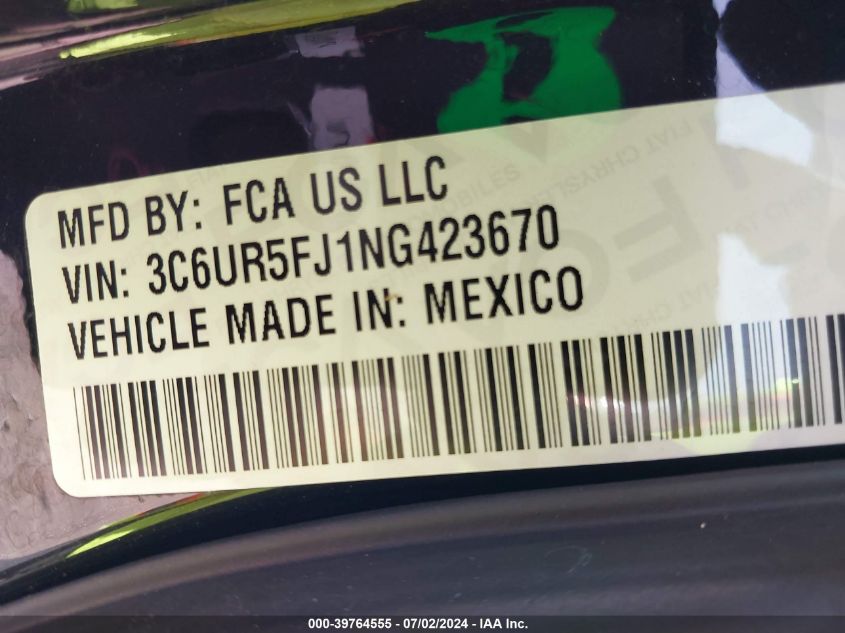 MFD BY: FCA US LLC
VIN: 3C6UR5FJ1NG423670
VEHICLE MADE IN: MEXICO
000-39764555 - 07/02/2024 - IAA Inc.